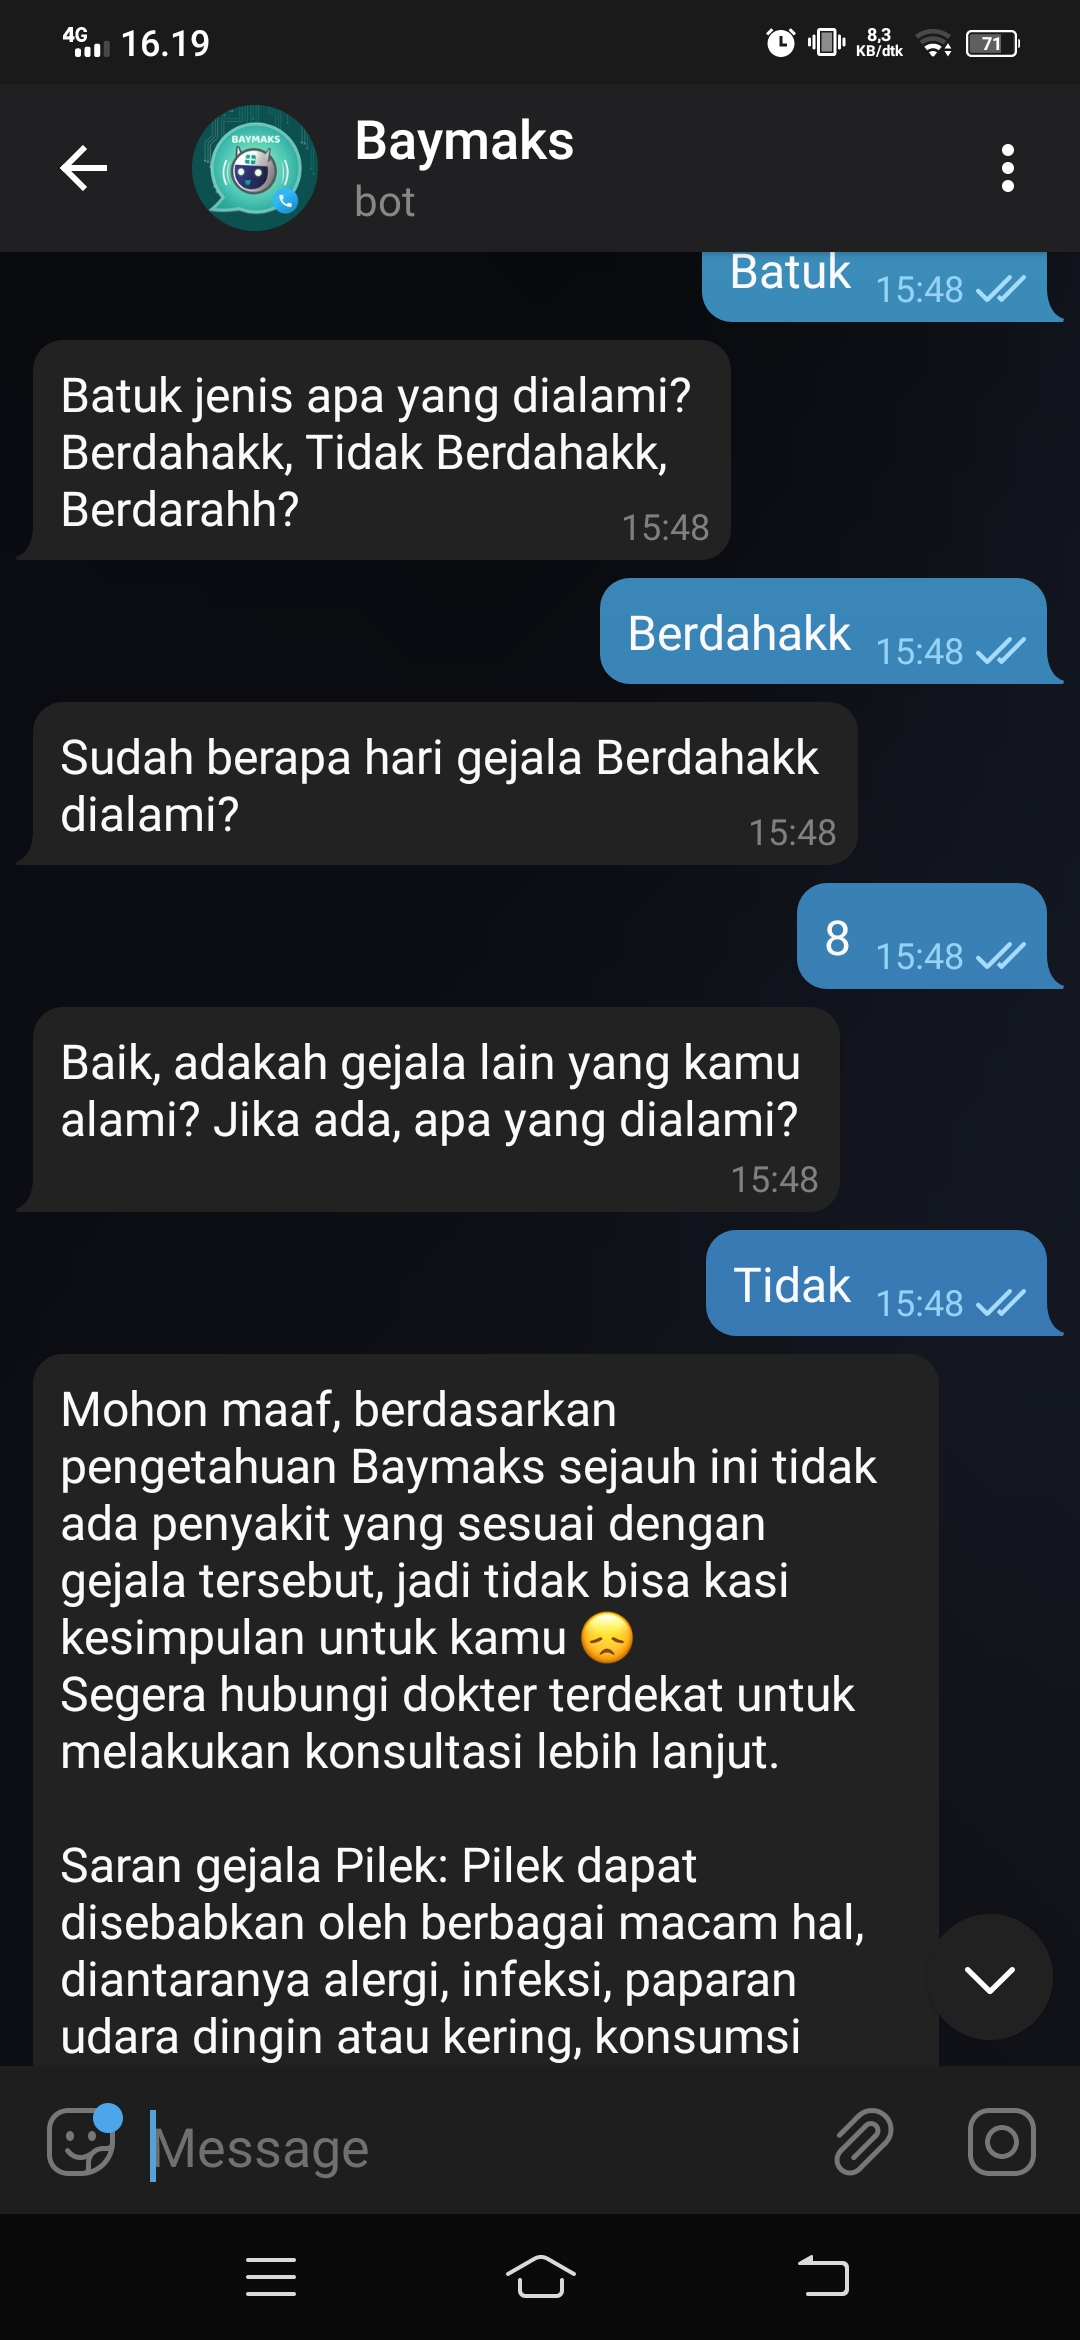 4G 16.19 8,3 KB/dtk 71
BAYMAKS
Baymaks
bot
Batuk 15:48
Batuk jenis apa yang dialami?
Berdahakk, Tidak Berdahakk,
Berdarahh? 15:48
Berdahakk 15:48
Sudah berapa hari gejala Berdahakk
dialami? 15:48
8 15:48
Baik, adakah gejala lain yang kamu
alami? Jika ada, apa yang dialami?
15:48
Tidak 15:48
Mohon maaf, berdasarkan
pengetahuan Baymaks sejauh ini tidak
ada penyakit yang sesuai dengan
gejala tersebut, jadi tidak bisa kasi
kesimpulan untuk kamu 😞
Segera hubungi dokter terdekat untuk
melakukan konsultasi lebih lanjut.
Saran gejala Pilek: Pilek dapat
disebabkan oleh berbagai macam hal,
diantaranya alergi, infeksi, paparan
udara dingin atau kering, konsumsi
Message